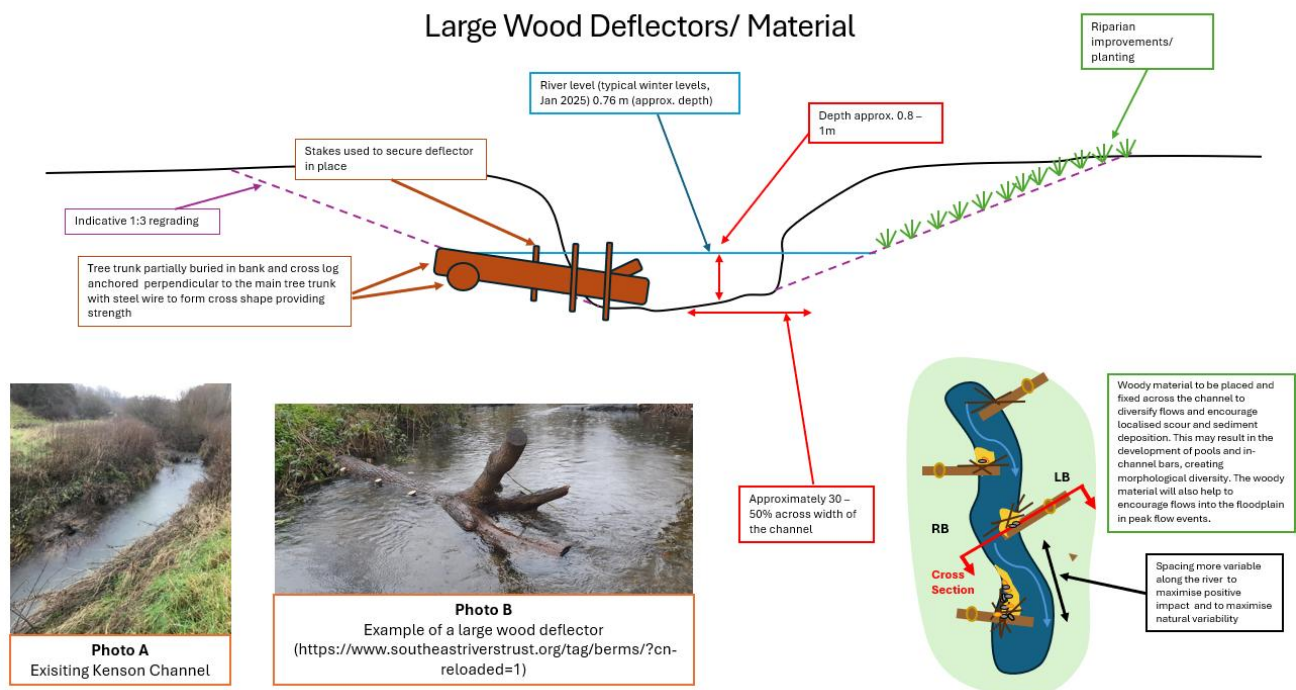 Large Wood Deflectors/ Material
Riparian
improvements/
planting
River level (typical winter levels,
Jan 2025) 0.76 m (approx. depth)
Depth approx. 0.8 –
1m
Stakes used to secure deflector
in place
Indicative 1:3 regrading
Tree trunk partially buried in bank and cross log
anchored perpendicular to the main tree trunk
with steel wire to form cross shape providing
strength
Photo A
Exisiting Kenson Channel
Photo B
Example of a large wood deflector
(https://www.southeastriverstrust.org/tag/berms/?cn-
reloaded=1)
Approximately 30 –
50% across width of
the channel
LB
RB
Cross
Section
Woody material to be placed and
fixed across the channel to
diversify flows and encourage
localised scour and sediment
deposition. This may result in the
development of pools and in-
channel bars, creating
morphological diversity. The woody
material will also help to
encourage flows into the floodplain
in peak flow events.
Spacing more variable
along the river to
maximise positive
impact and to maximise
natural variability